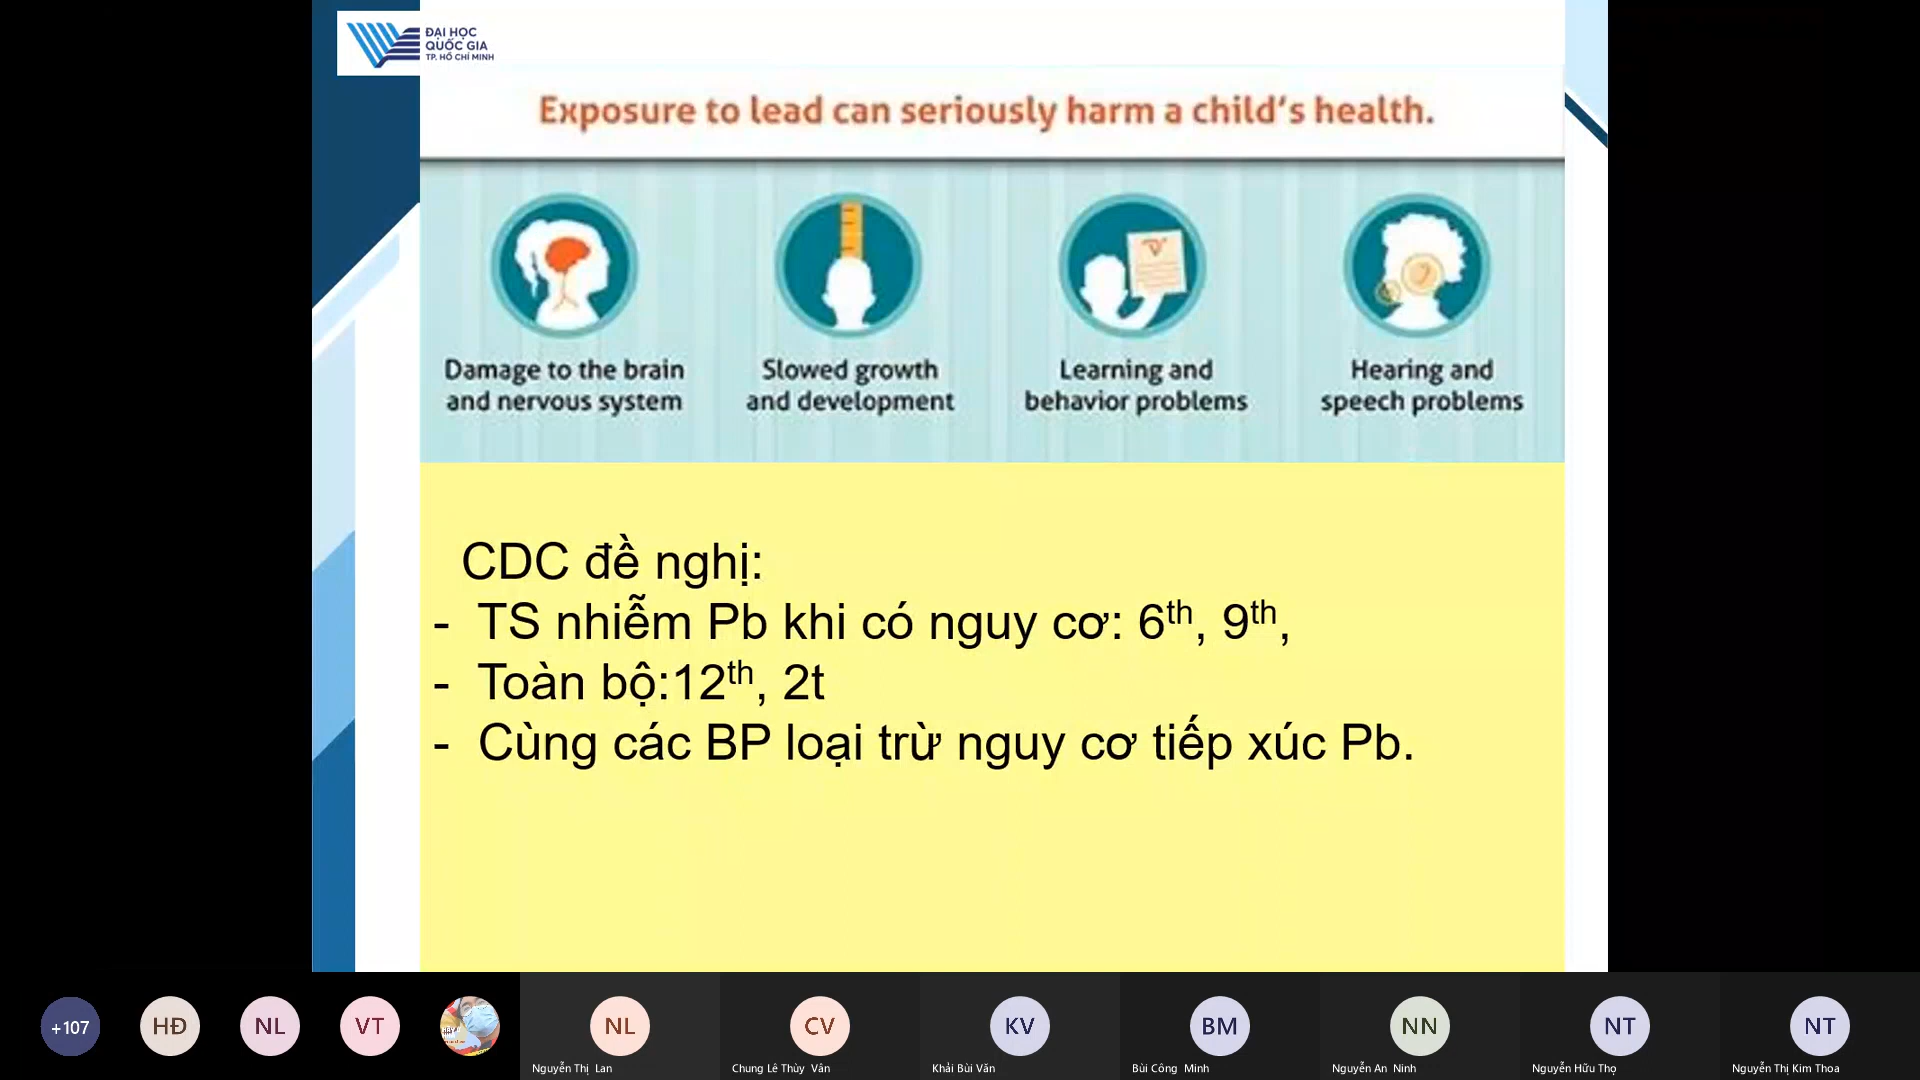 ĐẠI HỌC
QUỐC GIA
TP. HỒ CHÍ MINH
Exposure to lead can seriously harm a child's health.
Damage to the brain
and nervous system
Slowed growth
and development
Learning and
behavior problems
Hearing and
speech problems
CDC đề nghị:
- TS nhiễm Pb khi có nguy cơ: 6th, 9th,
- Toàn bộ:12th, 2t
- Cùng các BP loại trừ nguy cơ tiếp xúc Pb.
+107
HĐ
NL
VT
NL
Nguyễn Thị Lan
CV
Chung Lê Thùy Vân
KV
Khải Bùi Văn
BM
Bùi Công Minh
NN
Nguyễn An Ninh
NT
Nguyễn Hữu Thọ
NT
Nguyễn Thị Kim Thoa